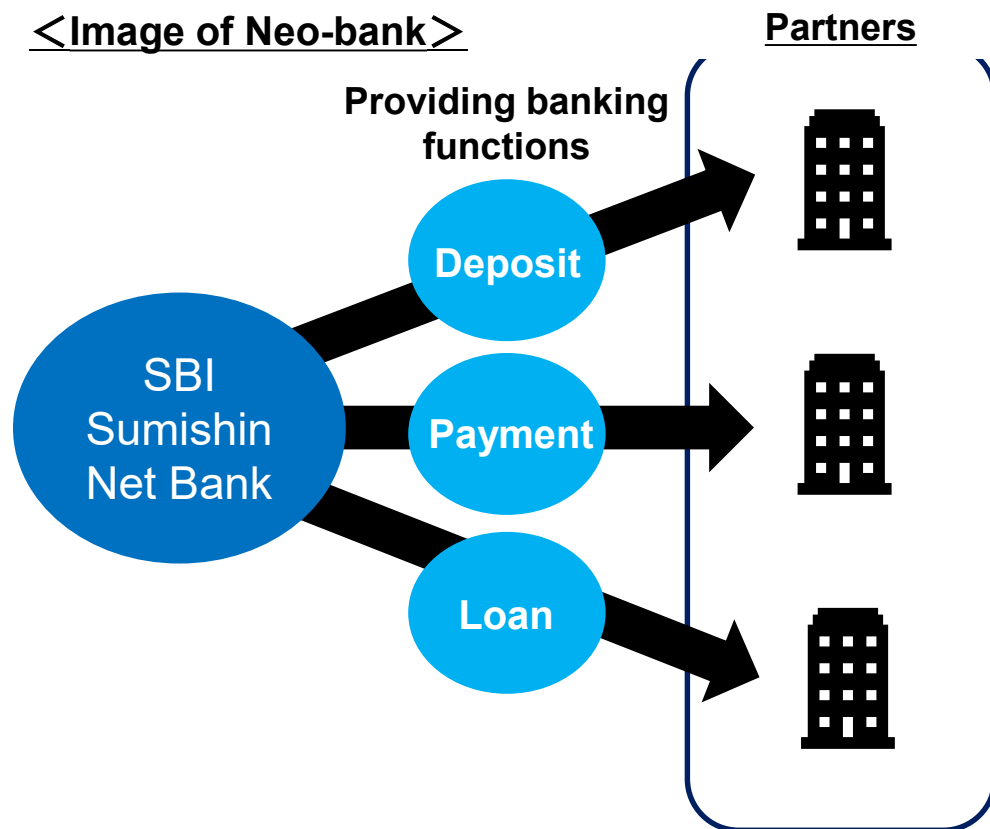 ＜Image of Neo-bank＞
Partners
Providing banking
functions
Deposit
SBI
Sumishin
Net Bank
Payment
Loan